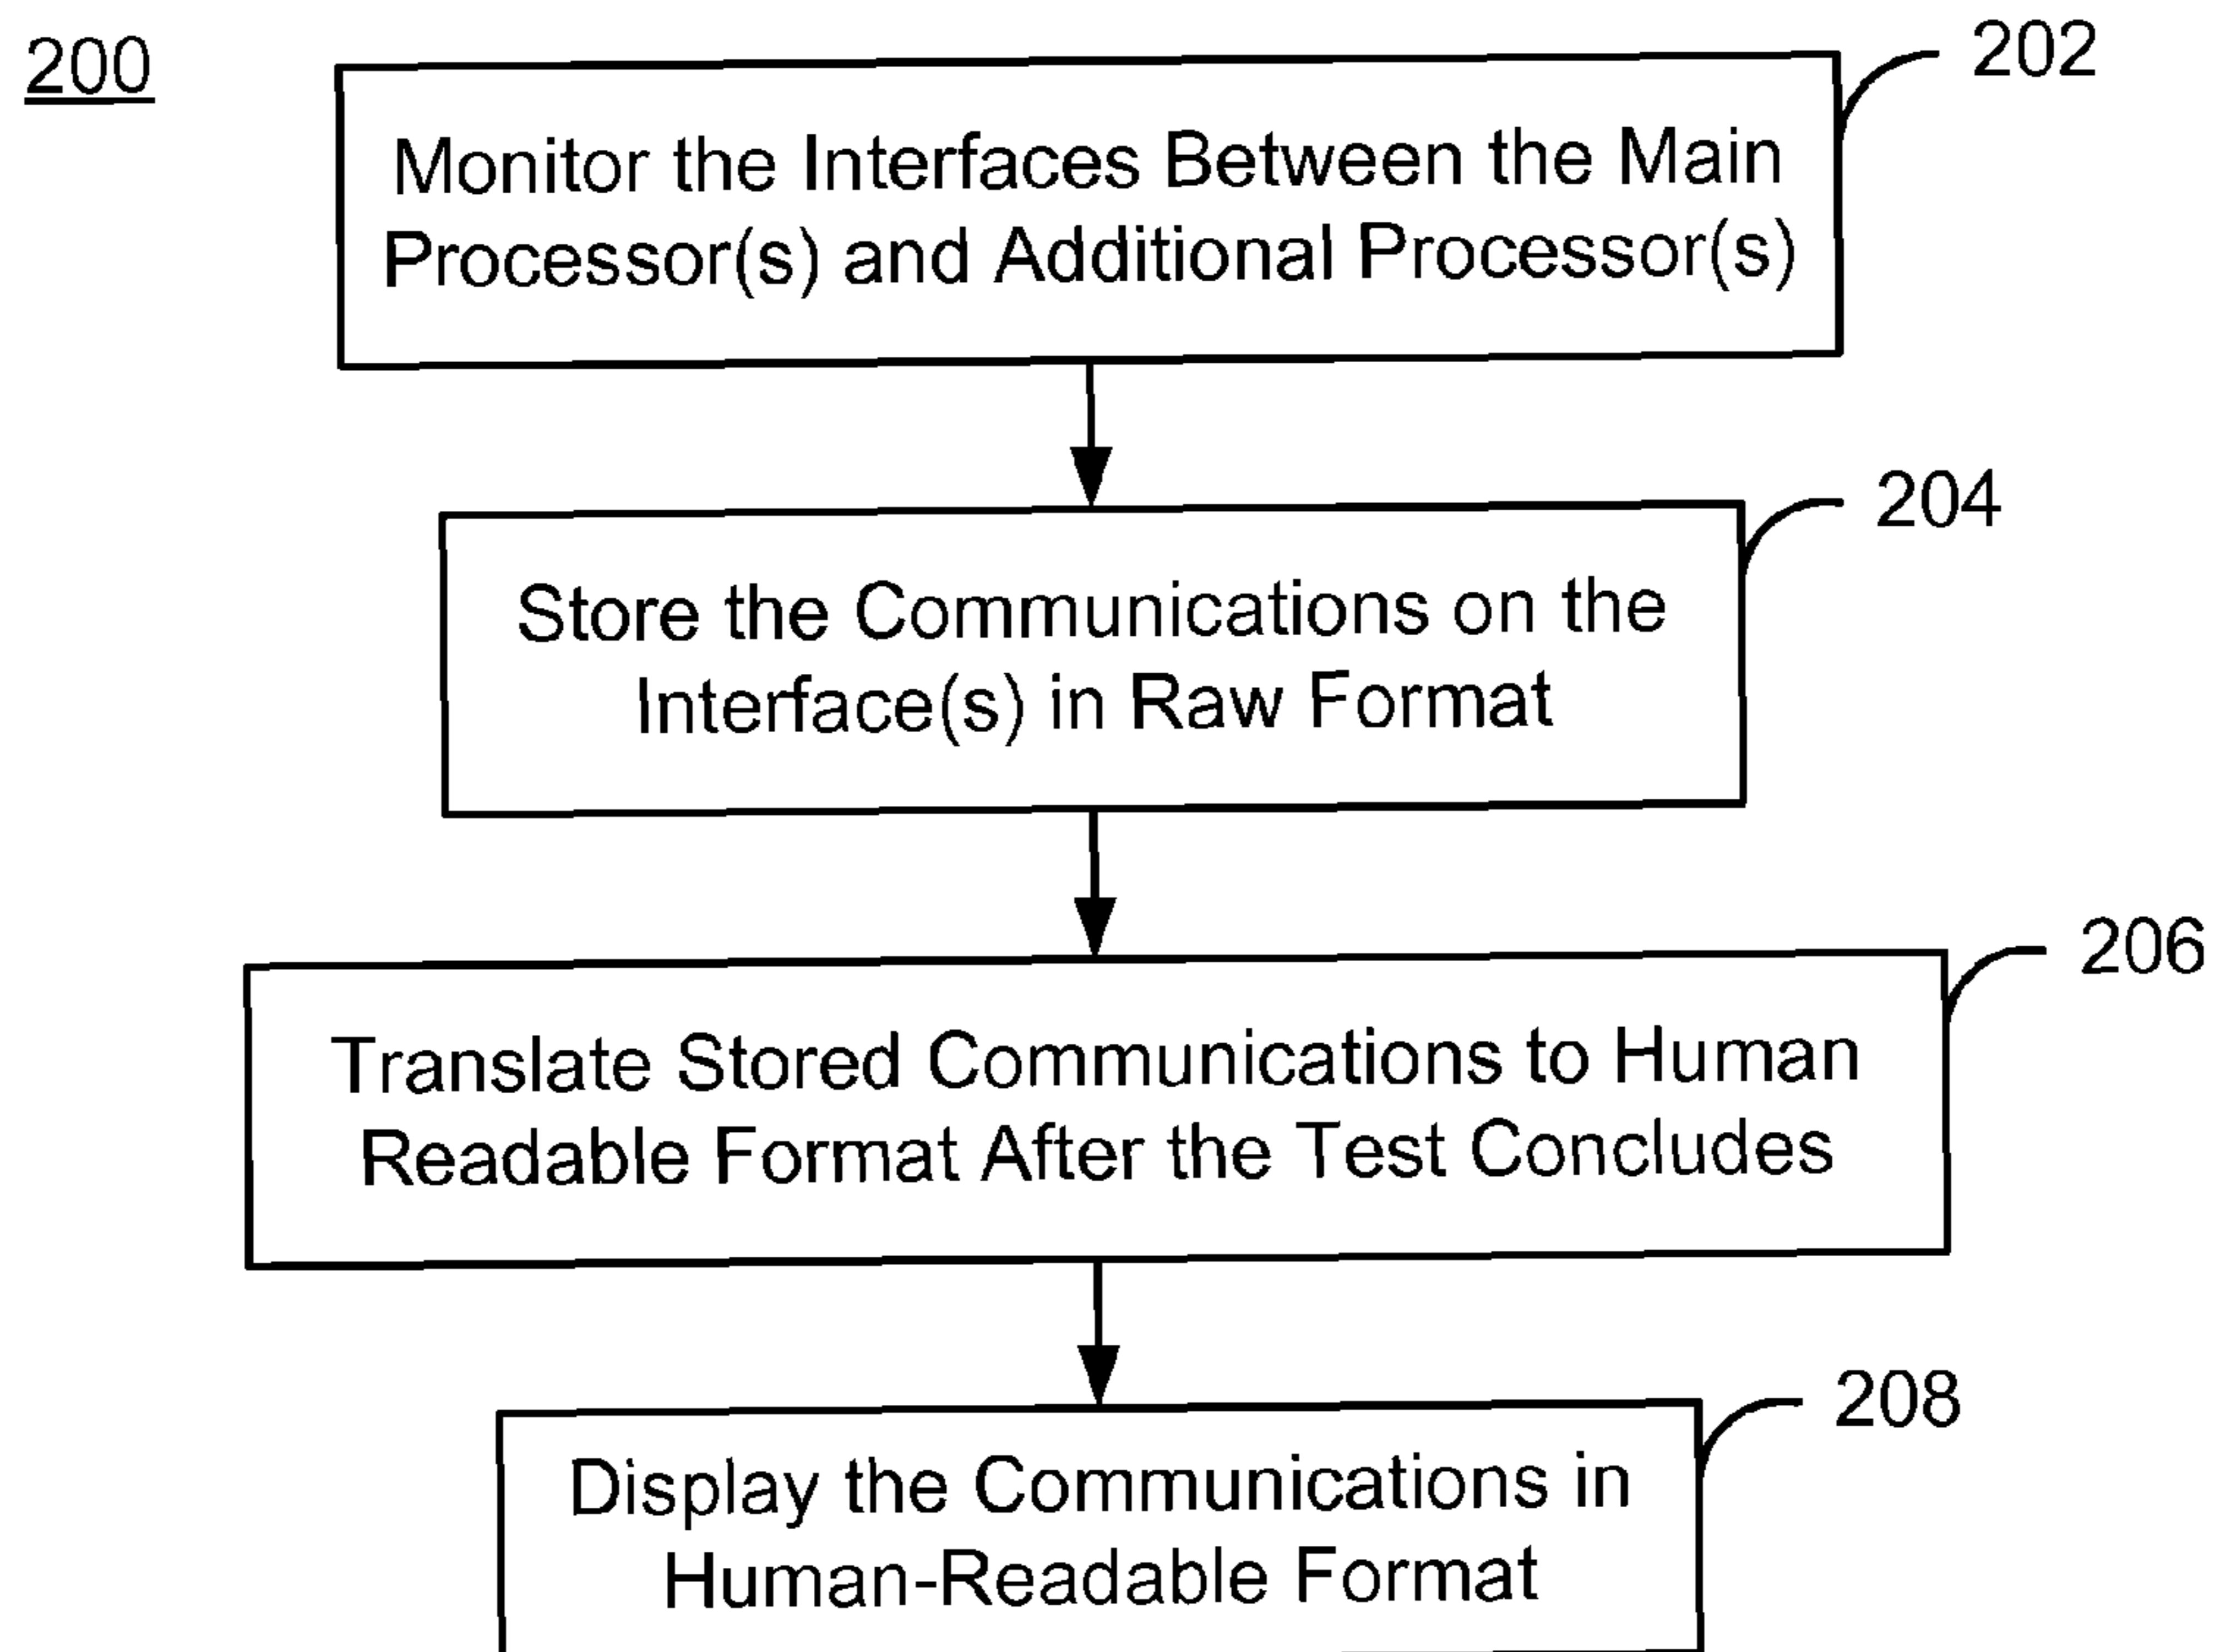 200
202
Monitor the Interfaces Between the Main
Processor(s) and Additional Processor(s)
204
Store the Communications on the
Interface(s) in Raw Format
206
Translate Stored Communications to Human
Readable Format After the Test Concludes
208
Display the Communications in
Human-Readable Format